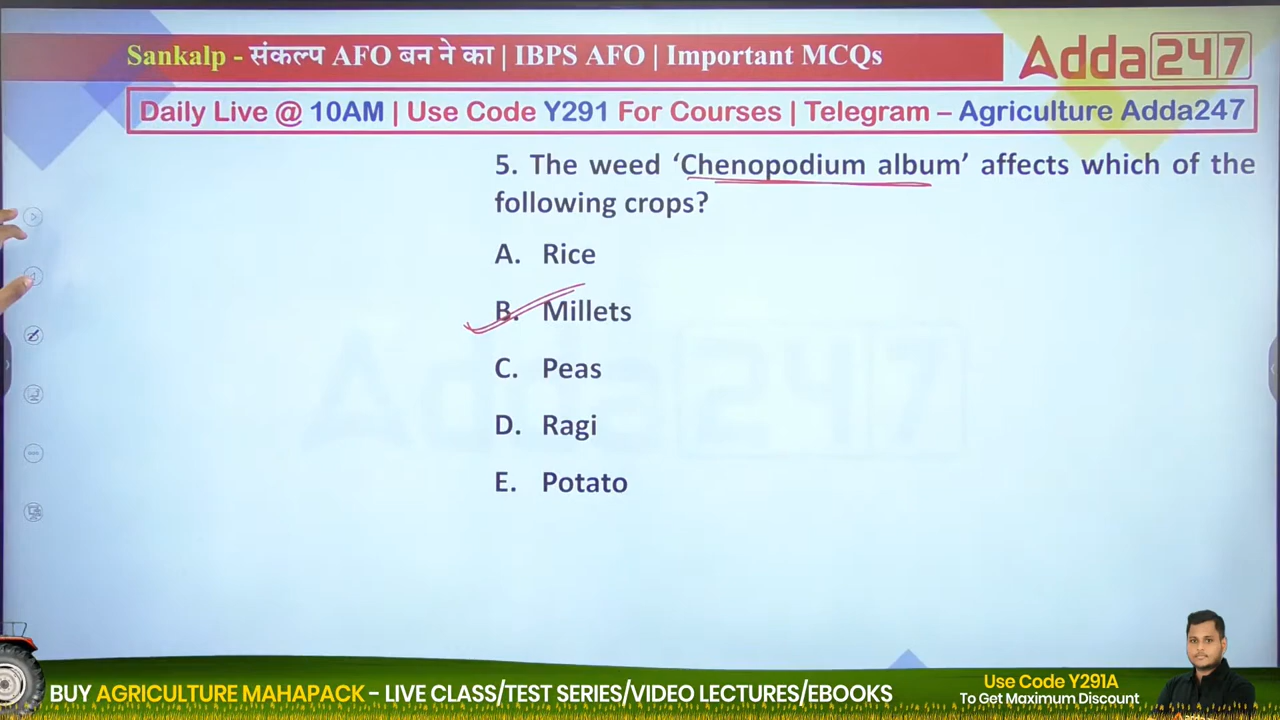 Sankalp - संकल्प AFO बन ने का | IBPS AFO | Important MCQs
Adda247
Daily Live @ 10AM | Use Code Y291 For Courses | Telegram – Agriculture Adda247
5. The weed ‘Chenopodium album’ affects which of the
following crops?
A. Rice
B. Millets
C. Peas
D. Ragi
E. Potato
Adda247
Use Code Y291A
BUY AGRICULTURE MAHAPACK – LIVE CLASS/TEST SERIES/VIDEO LECTURES/EBOOKS
To Get Maximum Discount